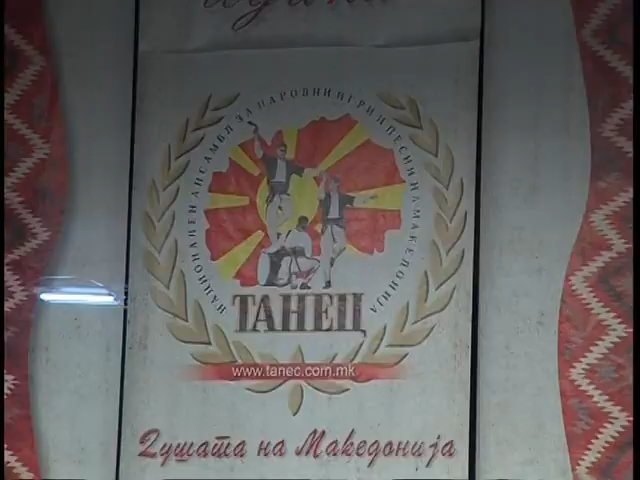 НАЦИОНАЛЕН АНСАМБЛ ЗА НАРОДНИ ИГРИ И ПЕСНИ НА МАКЕДОНИЈА
ТАНЕЦ
www.tanec.com.mk
Душата на Македонија